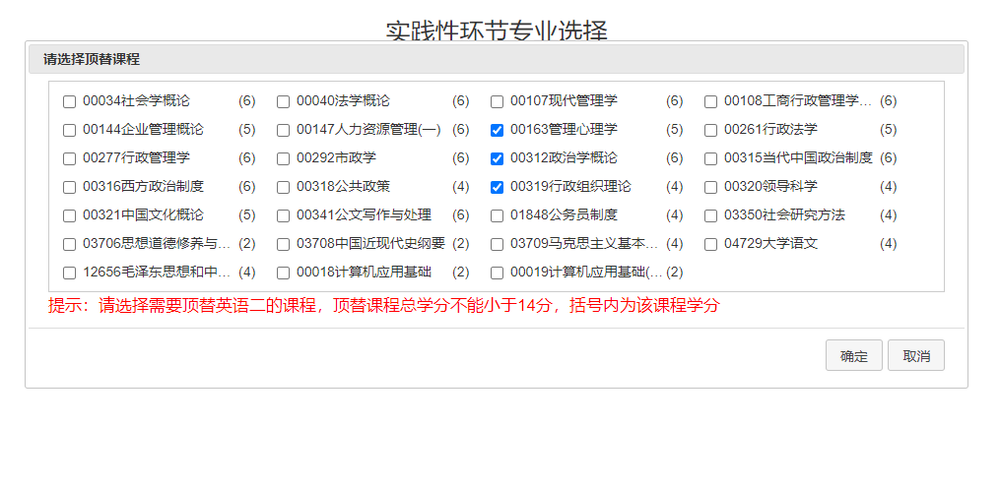 实践性环节专业选择
请选择顶替课程
00034社会学概论 (6) 00040法学概论 (6) 00107现代管理学 (6) 00108工商行政管理学... (6)
00144企业管理概论 (5) 00147人力资源管理(一) (6) 00163管理心理学 (5) 00261行政法学 (5)
00277行政管理学 (6) 00292市政学 (6) 00312政治学概论 (6) 00315当代中国政治制度 (6)
00316西方政治制度 (6) 00318公共政策 (4) 00319行政组织理论 (4) 00320领导科学 (4)
00321中国文化概论 (5) 00341公文写作与处理 (6) 01848公务员制度 (4) 03350社会研究方法 (4)
03706思想道德修养与... (2) 03708中国近现代史纲要 (2) 03709马克思主义基本... (4) 04729大学语文 (4)
12656毛泽东思想和中... (4) 00018计算机应用基础 (2) 00019计算机应用基础(... (2)
提示：请选择需要顶替英语二的课程，顶替课程总学分不能小于14分，括号内为该课程学分
确定 取消